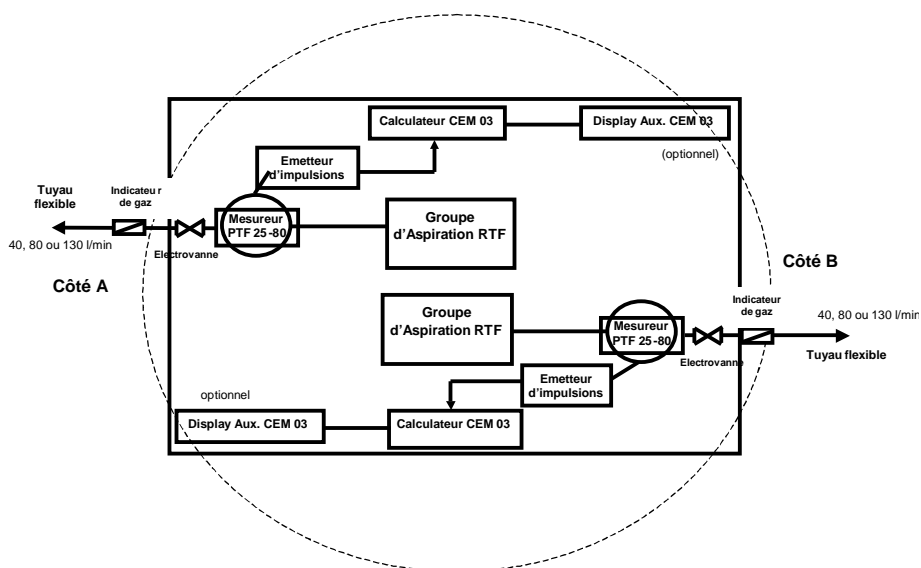 Calculateur CEM 03
Display Aux. CEM 03
(optionnel)
Emetteur
d'impulsions
Tuyau
flexible
Indicateur
de gaz
40, 80 ou 130 l/min
Mesureur
PTF 25-80
Electrovanne
Groupe
d'Aspiration RTF
Côté A
Côté B
Groupe
d'Aspiration RTF
Mesureur
PTF 25-80
Electrovanne
Indicateur
de gaz
40, 80 ou 130 l/min
Tuyau flexible
Emetteur
d'impulsions
optionnel
Display Aux. CEM 03
Calculateur CEM 03